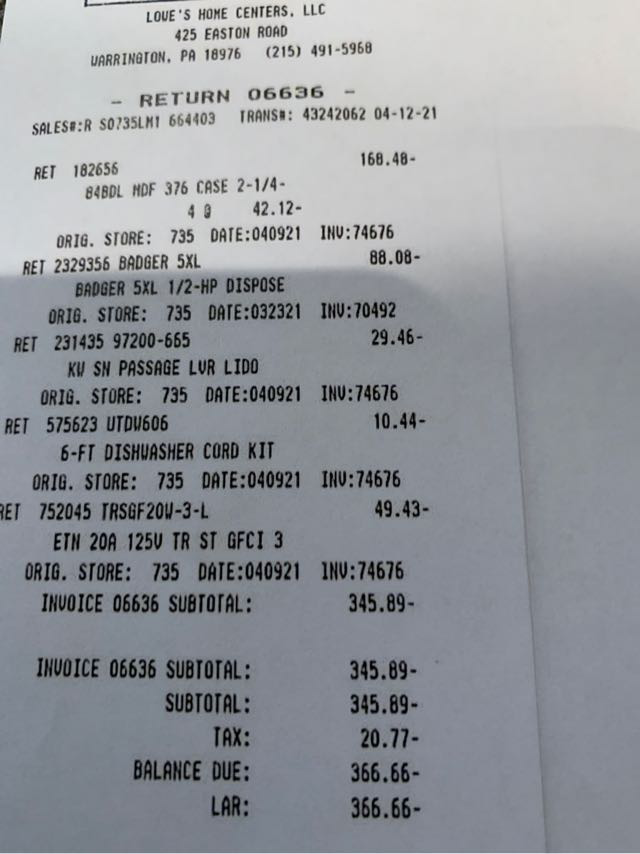 LOWE'S HOME CENTERS, LLC
425 EASTON ROAD
WARRINGTON, PA 18976 (215) 491-5968
- RETURN 06636 -
SALES#:R S0735LM1 664403 TRANS#: 43242062 04-12-21
RET 182656 168.48-
84BDL MDF 376 CASE 2-1/4-
4 @ 42.12-
ORIG. STORE: 735 DATE:040921 INV:74676
RET 2329356 BADGER 5XL 88.08-
BADGER 5XL 1/2-HP DISPOSE
ORIG. STORE: 735 DATE:032321 INV:70492
RET 231435 97200-665 29.46-
KW SN PASSAGE LVR LIDO
ORIG. STORE: 735 DATE:040921 INV:74676
RET 575623 UTDW606 10.44-
6-FT DISHWASHER CORD KIT
ORIG. STORE: 735 DATE:040921 INV:74676
RET 752045 TRSGF20W-3-L 49.43-
ETN 20A 125V TR ST GFCI 3
ORIG. STORE: 735 DATE:040921 INV:74676
INVOICE 06636 SUBTOTAL: 345.89-
INVOICE 06636 SUBTOTAL: 345.89-
SUBTOTAL: 345.89-
TAX: 20.77-
BALANCE DUE: 366.66-
LAR: 366.66-